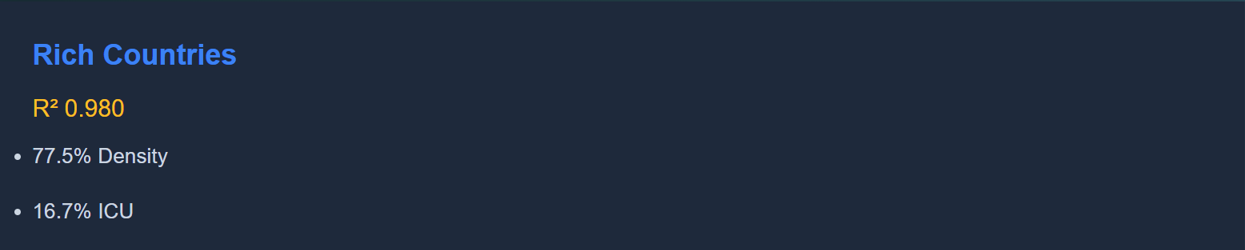 Rich Countries
R² 0.980
• 77.5% Density
• 16.7% ICU